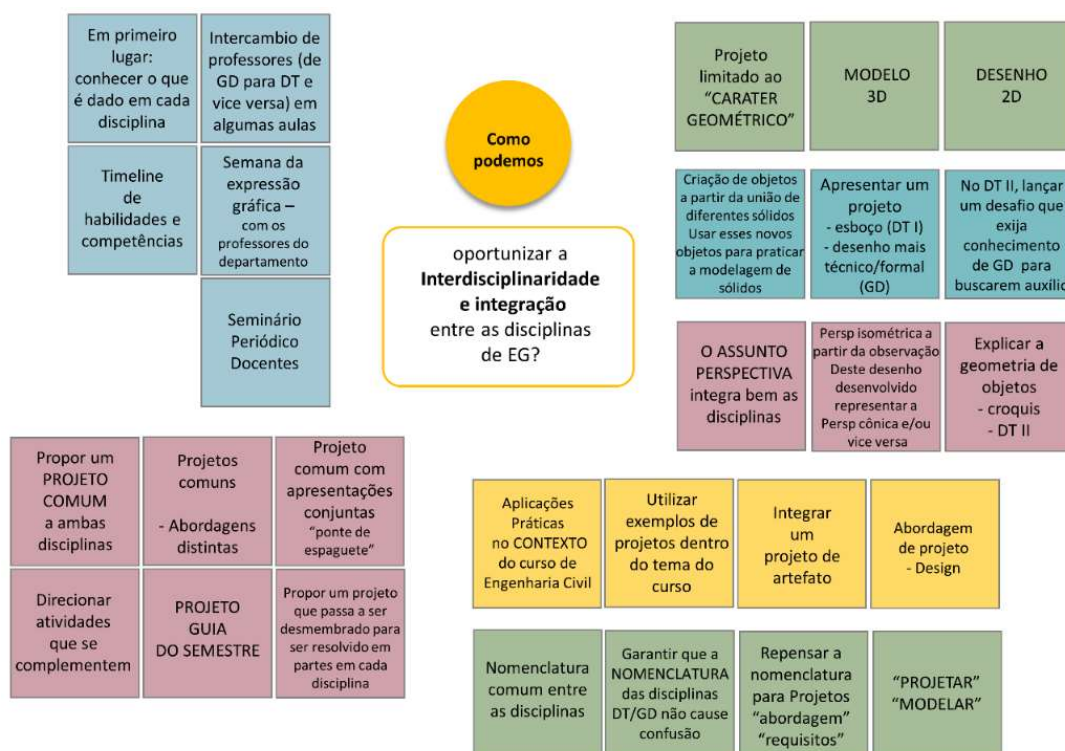 Em primeiro
lugar:
conhecer o que
é dado em cada
disciplina
Intercambio de
professores (de
GD para DT e
vice versa) em
algumas aulas
Timeline
de
habilidades e
competências
Semana da
expressão
gráfica –
com os
professores do
departamento
Seminário
Periódico
Docentes
Como
podemos
oportunizar a
Interdisciplinaridade
e integração
entre as disciplinas
de EG?
Projeto
limitado ao
“CARATER
GEOMÉTRICO”
MODELO
3D
DESENHO
2D
Criação de objetos
a partir da união de
diferentes sólidos
Usar esses novos
objetos para praticar
a modelagem de
sólidos
Apresentar um
projeto
- esboço (DT I)
- desenho mais
técnico/formal
(GD)
No DT II, lançar
um desafio que
exija
conhecimento
de GD para
buscarem auxílio
O ASSUNTO
PERSPECTIVA
integra bem as
disciplinas
Persp isométrica a
partir da observação
Deste desenho
desenvolvido
representar a
Persp cônica e/ou
vice versa
Explicar a
geometria de
objetos
- croquis
- DT II
Propor um
PROJETO
COMUM
a ambas
disciplinas
Projetos
comuns
- Abordagens
distintas
Projeto
comum com
apresentações
conjuntas
“ponte de
espaguete”
Direcionar
atividades
que se
complementem
PROJETO
GUIA
DO SEMESTRE
Propor um projeto
que passa a ser
desmembrado para
ser resolvido em
partes em cada
disciplina
Aplicações
Práticas
no CONTEXTO
do curso de
Engenharia Civil
Utilizar
exemplos de
projetos dentro
do tema do
curso
Integrar
um
projeto de
artefato
Abordagem
de projeto
- Design
Nomenclatura
comum entre
as disciplinas
Garantir que a
NOMENCLATURA
das disciplinas
DT/GD não cause
confusão
Repensar a
nomenclatura
para Projetos
“abordagem”
“requisitos”
“PROJETAR”
“MODELAR”